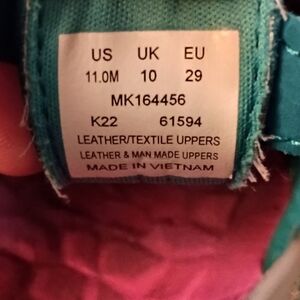 US UK EU
11.0M 10 29
MK164456
K22 61594
LEATHER/TEXTILE UPPERS
LEATHER & MAN MADE UPPERS
MADE IN VIETNAM